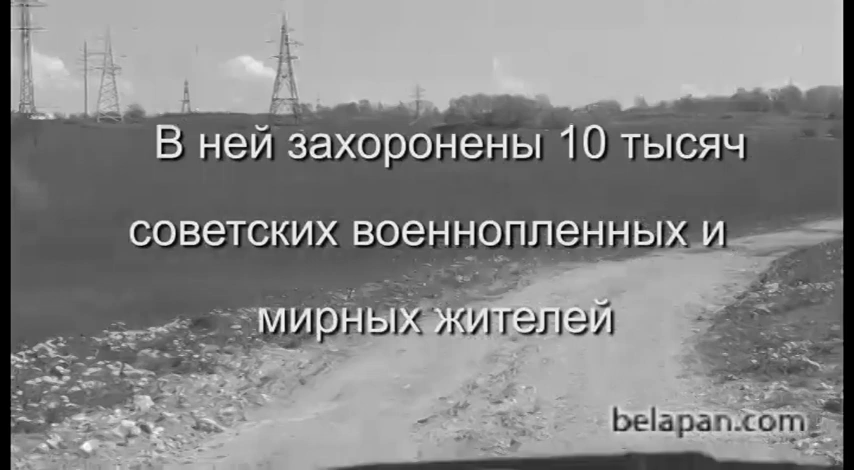 В ней захоронены 10 тысяч
советских военнопленных и
мирных жителей
belapan.com